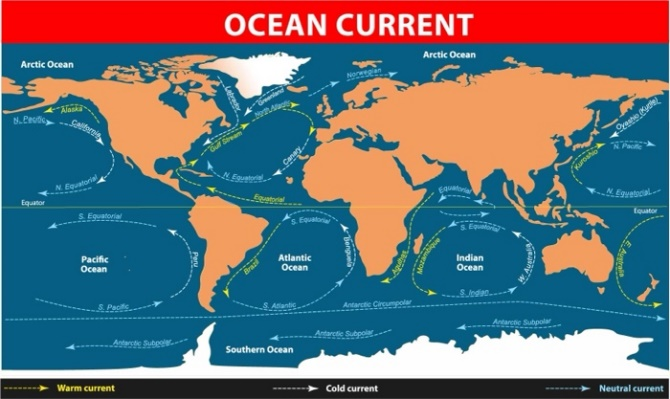 OCEAN CURRENT
Arctic Ocean
Arctic Ocean
Norwegian
Labrador
Greenland
Alaska
N. Pacific
California
North Atlantic
Gulf Stream
Canary
Oyashio (Kurile)
N. Pacific
Kuroshio
N. Equatorial
N. Equatorial
Equatorial
Equatorial
N. Equatorial
Equator
Equator
S. Equatorial
S. Equatorial
S. Equatorial
Pacific
Ocean
Peru
Brazil
Atlantic
Ocean
Benguela
Agulhas
Mozambique
Indian
Ocean
W. Australia
E. Australia
S. Pacific
S. Atlantic
S. Indian
Antarctic Circumpolar
Antarctic Subpolar
Antarctic Subpolar
Antarctic Subpolar
Southern Ocean
Warm current
Cold current
Neutral current